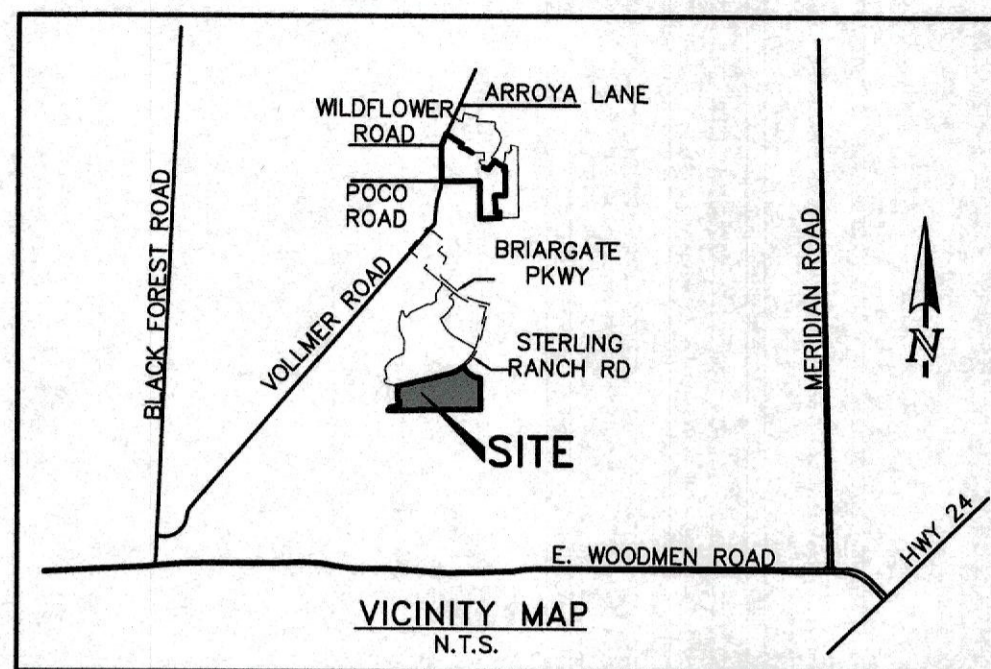 ARROYA LANE
WILDFLOWER
ROAD
POCO
ROAD
BLACK FOREST ROAD
VOLLMER ROAD
BRIARGATE
PKWY
STERLING
RANCH RD
MERIDIAN ROAD
N
SITE
E. WOODMEN ROAD
HWY 24
VICINITY MAP
N.T.S.